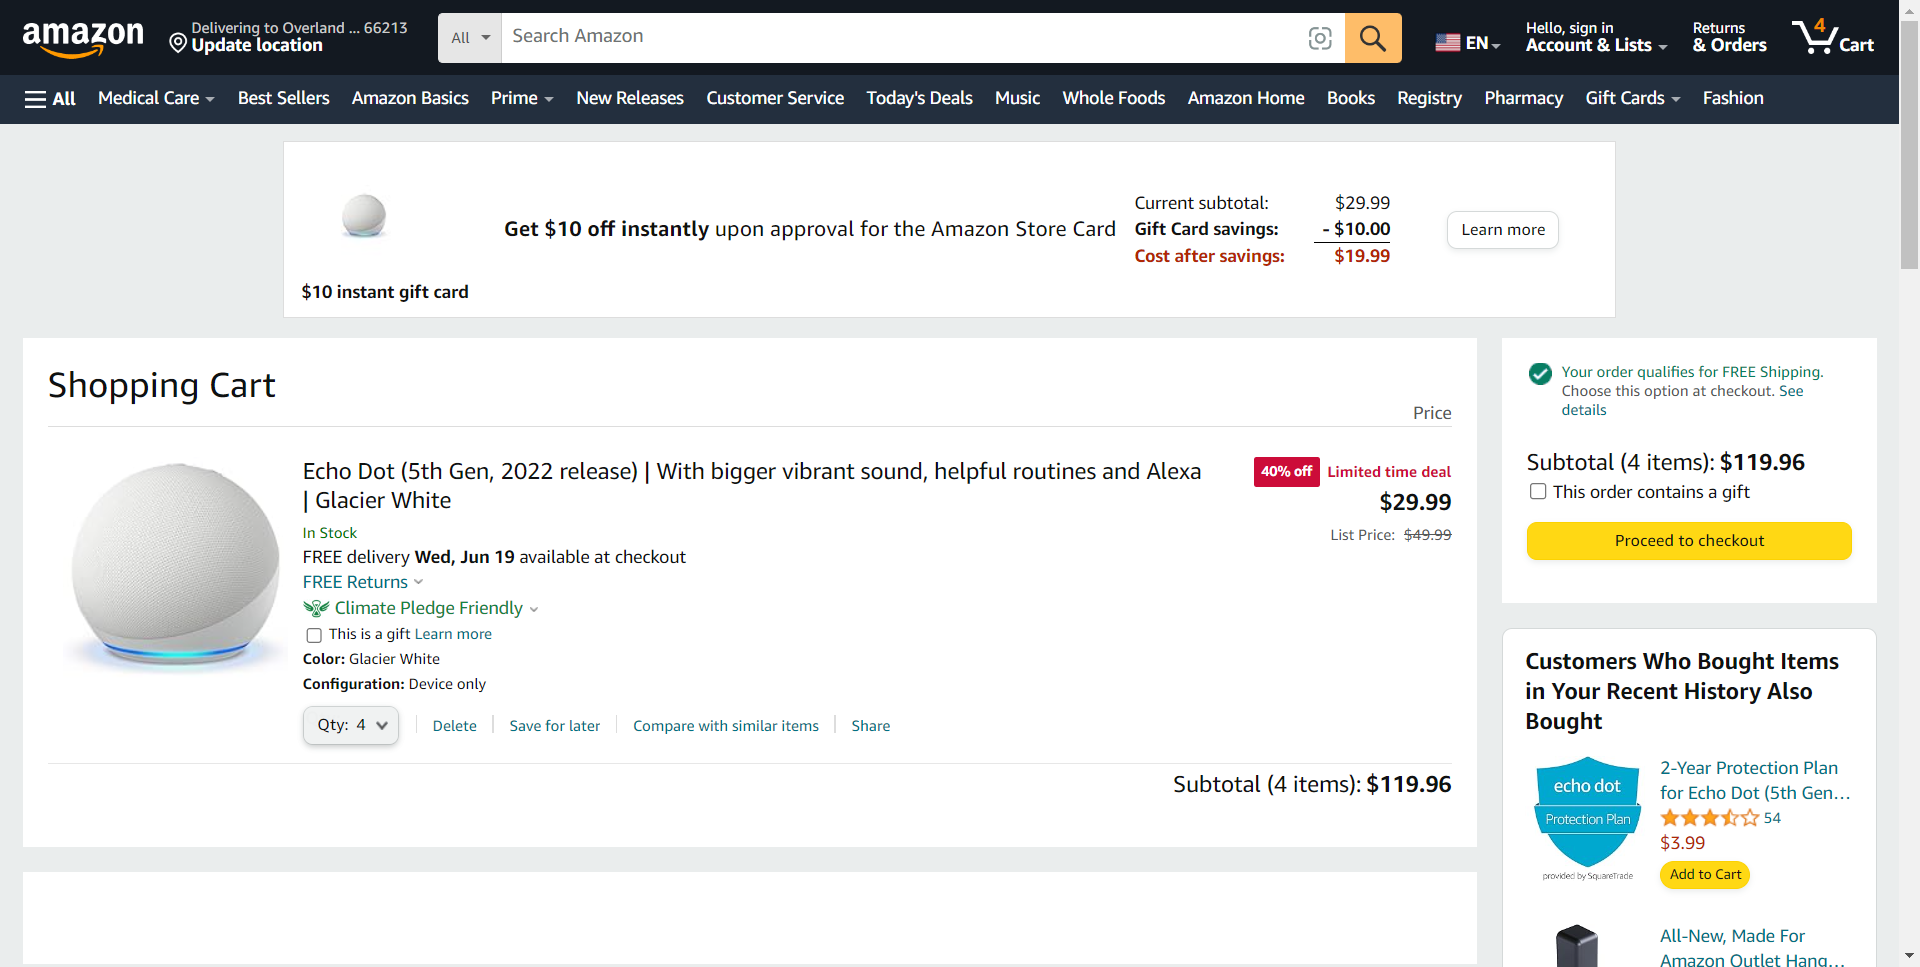 amazon
Delivering to Overland ... 66213
Update location
All
Search Amazon
EN
Hello, sign in
Account & Lists
Returns
& Orders
4
Cart
All
Medical Care
Best Sellers
Amazon Basics
Prime
New Releases
Customer Service
Today's Deals
Music
Whole Foods
Amazon Home
Books
Registry
Pharmacy
Gift Cards
Fashion
$10 instant gift card
Get $10 off instantly upon approval for the Amazon Store Card
Current subtotal: $29.99
Gift Card savings: - $10.00
Cost after savings: $19.99
Learn more
Shopping Cart
Price
Echo Dot (5th Gen, 2022 release) | With bigger vibrant sound, helpful routines and Alexa
| Glacier White
40% off Limited time deal
$29.99
List Price: $49.99
In Stock
FREE delivery Wed, Jun 19 available at checkout
FREE Returns
Climate Pledge Friendly
This is a gift Learn more
Color: Glacier White
Configuration: Device only
Qty: 4
Delete
Save for later
Compare with similar items
Share
Subtotal (4 items): $119.96
Your order qualifies for FREE Shipping.
Choose this option at checkout. See
details
Subtotal (4 items): $119.96
This order contains a gift
Proceed to checkout
Customers Who Bought Items
in Your Recent History Also
Bought
echo dot
Protection Plan
provided by SquareTrade
2-Year Protection Plan
for Echo Dot (5th Gen...
54
$3.99
Add to Cart
All-New, Made For
Amazon Outlet Hang...